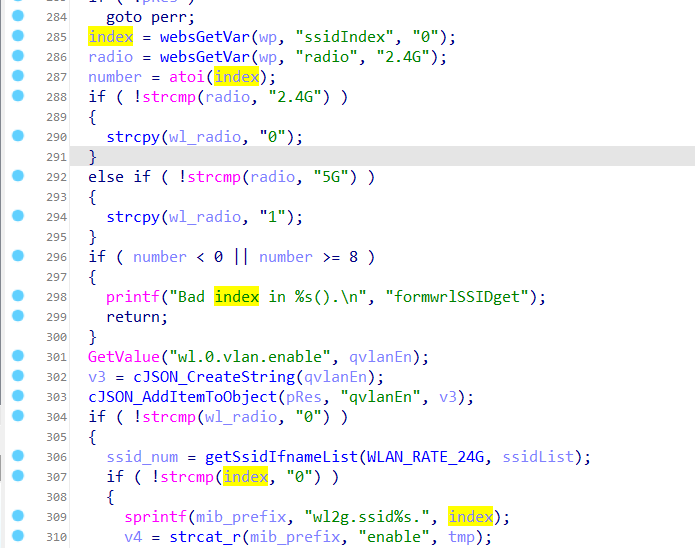 284 goto perr;
285 index = websGetVar(wp, "ssidIndex", "0");
286 radio = websGetVar(wp, "radio", "2.4G");
287 number = atoi(index);
288 if ( !strcmp(radio, "2.4G") )
289 {
290 strcpy(wl_radio, "0");
291 }
292 else if ( !strcmp(radio, "5G") )
293 {
294 strcpy(wl_radio, "1");
295 }
296 if ( number < 0 || number >= 8 )
297 {
298 printf("Bad index in %s().\n", "formwrlSSIDget");
299 return;
300 }
301 GetValue("wl.0.vlan.enable", qvlanEn);
302 v3 = cJSON_CreateString(qvlanEn);
303 cJSON_AddItemToObject(pRes, "qvlanEn", v3);
304 if ( !strcmp(wl_radio, "0") )
305 {
306 ssid_num = getSsidIfnameList(WLAN_RATE_24G, ssidList);
307 if ( !strcmp(index, "0") )
308 {
309 sprintf(mib_prefix, "wl2g.ssid%s.", index);
310 v4 = strcat_r(mib_prefix, "enable", tmp);